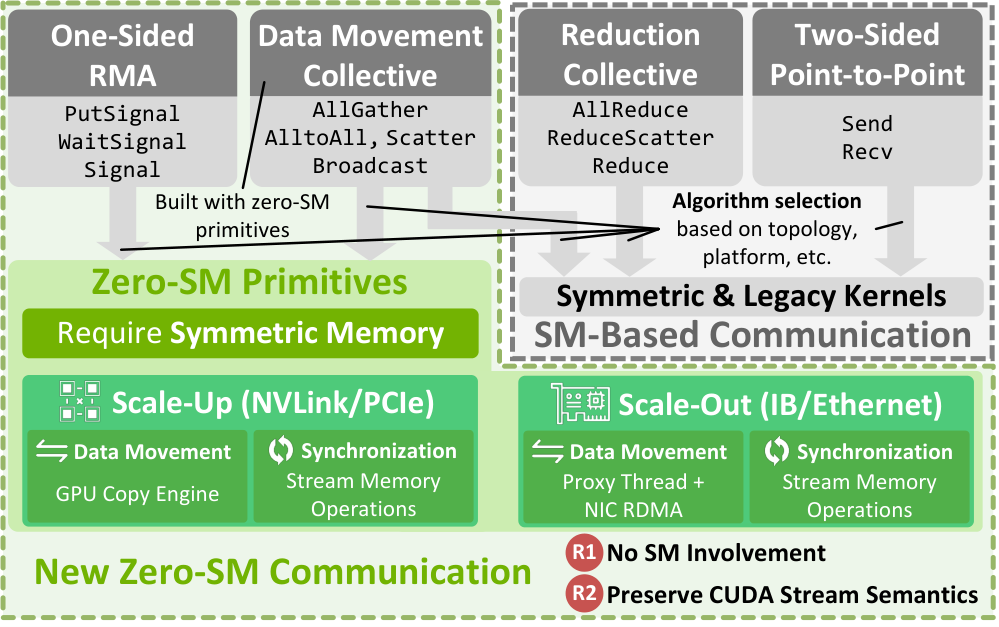 One-Sided
RMA
PutSignal
WaitSignal
Signal
Data Movement
Collective
AllGather
AlltoAll, Scatter
Broadcast
Reduction
Collective
AllReduce
ReduceScatter
Reduce
Two-Sided
Point-to-Point
Send
Recv
Built with zero-SM
primitives
Algorithm selection
based on topology,
platform, etc.
Zero-SM Primitives
Require Symmetric Memory
Symmetric & Legacy Kernels
SM-Based Communication
Scale-Up (NVLink/PCIe)
Data Movement
GPU Copy Engine
Synchronization
Stream Memory
Operations
Scale-Out (IB/Ethernet)
Data Movement
Proxy Thread +
NIC RDMA
Synchronization
Stream Memory
Operations
New Zero-SM Communication
R1 No SM Involvement
R2 Preserve CUDA Stream Semantics